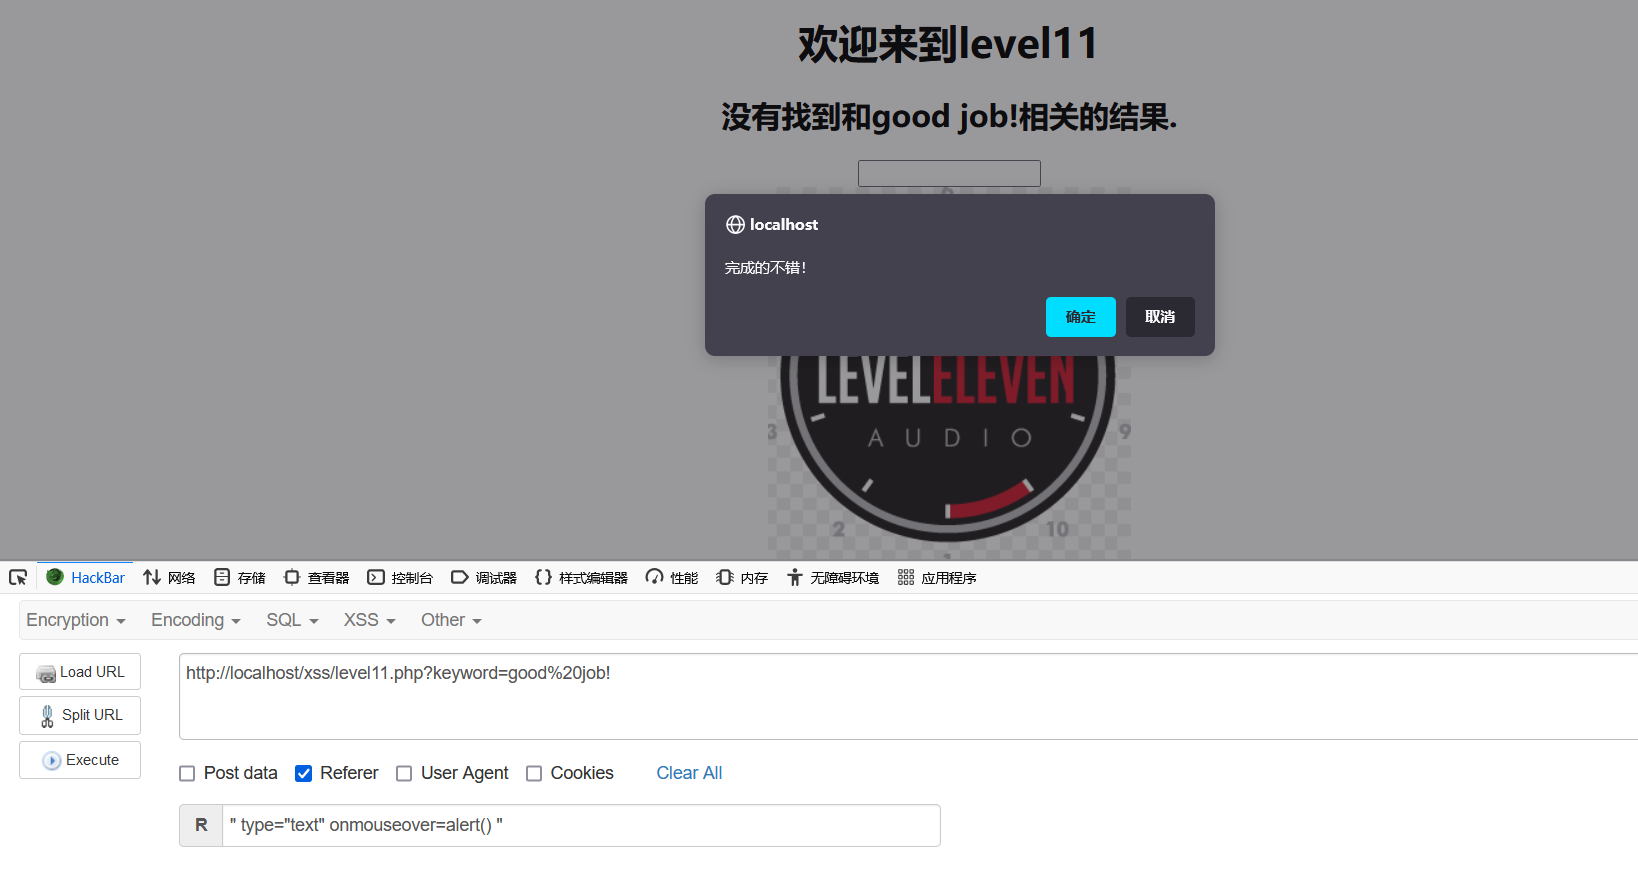 欢迎来到level11
没有找到和good job!相关的结果.
localhost
完成的不错！
确定 取消
LEVELELEVEN
3 AUDIO 9
2 10
HackBar 网络 存储 查看器 控制台 调试器 {} 样式编辑器 性能 内存 无障碍环境 应用程序
Encryption Encoding SQL XSS Other
Load URL http://localhost/xss/level11.php?keyword=good%20job!
Split URL
Execute
Post data Referer User Agent Cookies Clear All
R " type="text" onmouseover=alert() "